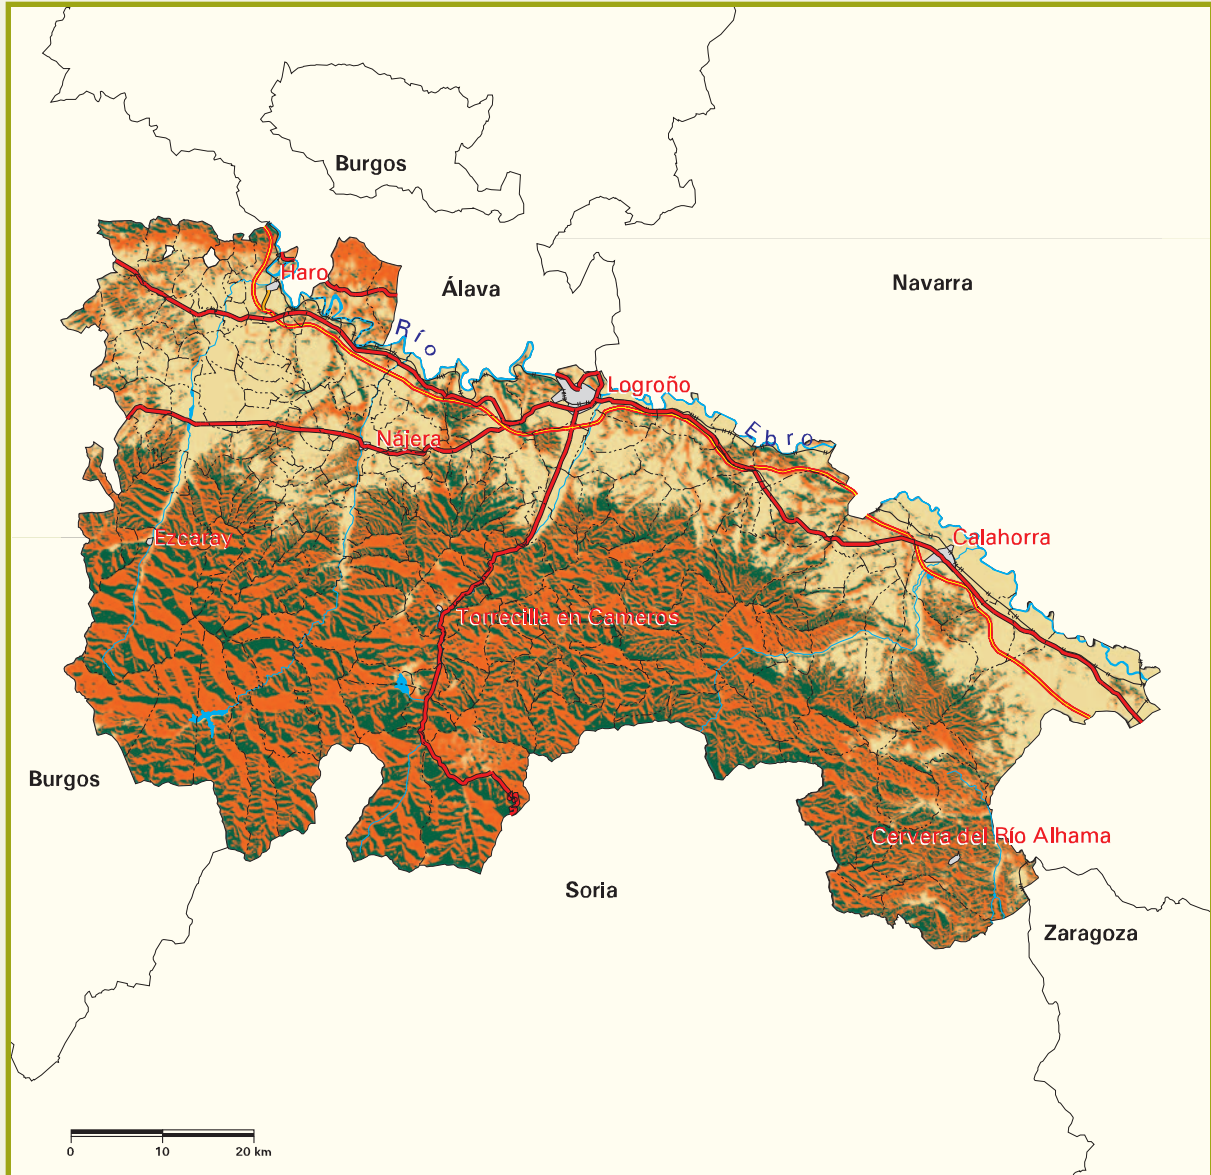 Burgos
Haro
Álava
Navarra
Río
Logroño
Ebro
Nájera
Ezcaray
Calahorra
Torrecilla en Cameros
Burgos
Cervera del Río Alhama
Soria
Zaragoza
0 10 20 km